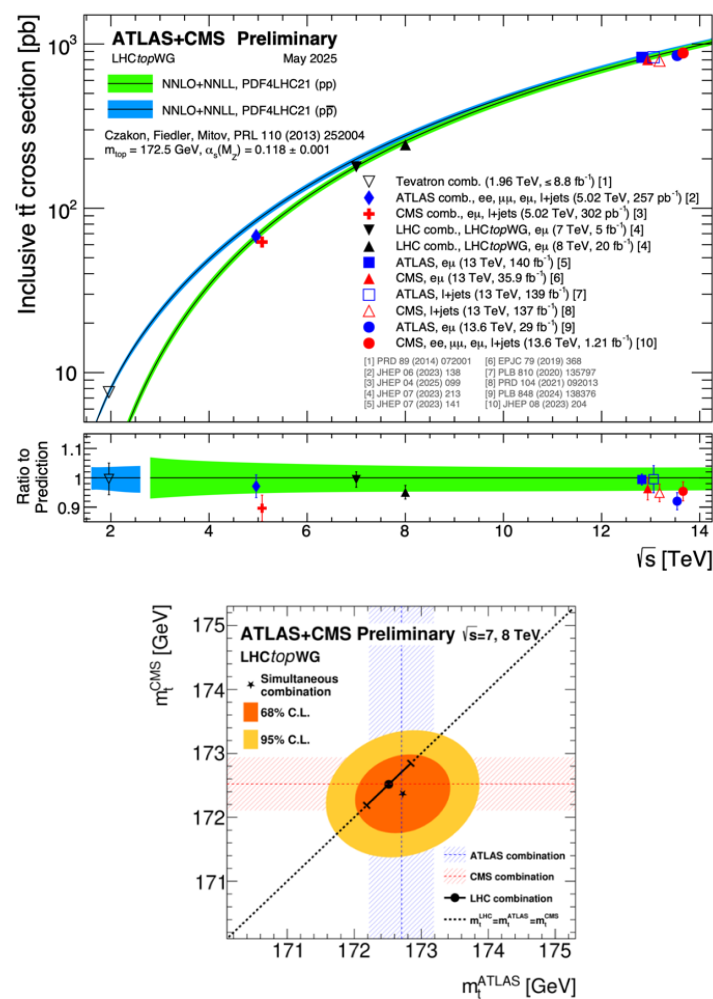 Inclusive tt̄ cross section [pb]
10³
10²
10
ATLAS+CMS Preliminary
LHCtopWG May 2025
NNLO+NNLL, PDF4LHC21 (pp)
NNLO+NNLL, PDF4LHC21 (pp̄)
Czakon, Fiedler, Mitov, PRL 110 (2013) 252004
m_top = 172.5 GeV, α_s(M_Z) = 0.118 ± 0.001
Tevatron comb. (1.96 TeV, ≤ 8.8 fb⁻¹) [1]
ATLAS comb., ee, μμ, eμ, l+jets (5.02 TeV, 257 pb⁻¹) [2]
CMS comb., eμ, l+jets (5.02 TeV, 302 pb⁻¹) [3]
LHC comb., LHCtopWG, eμ (7 TeV, 5 fb⁻¹) [4]
LHC comb., LHCtopWG, eμ (8 TeV, 20 fb⁻¹) [4]
ATLAS, eμ (13 TeV, 140 fb⁻¹) [5]
CMS, eμ (13 TeV, 35.9 fb⁻¹) [6]
ATLAS, l+jets (13 TeV, 139 fb⁻¹) [7]
CMS, l+jets (13 TeV, 137 fb⁻¹) [8]
ATLAS, eμ (13.6 TeV, 29 fb⁻¹) [9]
CMS, ee, μμ, eμ, l+jets (13.6 TeV, 1.21 fb⁻¹) [10]
[1] PRD 89 (2014) 072001 [6] EPJC 79 (2019) 368
[2] JHEP 06 (2023) 138 [7] PLB 810 (2020) 135797
[3] JHEP 04 (2025) 099 [8] PRD 104 (2021) 092013
[4] JHEP 07 (2023) 213 [9] PLB 848 (2024) 138376
[5] JHEP 07 (2023) 141 [10] JHEP 08 (2023) 204
Ratio to
Prediction
1.1
1
0.9
2 4 6 8 10 12 14
√s [TeV]
m_t^CMS [GeV]
175
174
173
172
171
ATLAS+CMS Preliminary √s=7, 8 TeV
LHCtopWG
Simultaneous
combination
68% C.L.
95% C.L.
ATLAS combination
CMS combination
LHC combination
m_t^LHC=m_t^ATLAS=m_t^CMS
171 172 173 174 175
m_t^ATLAS [GeV]